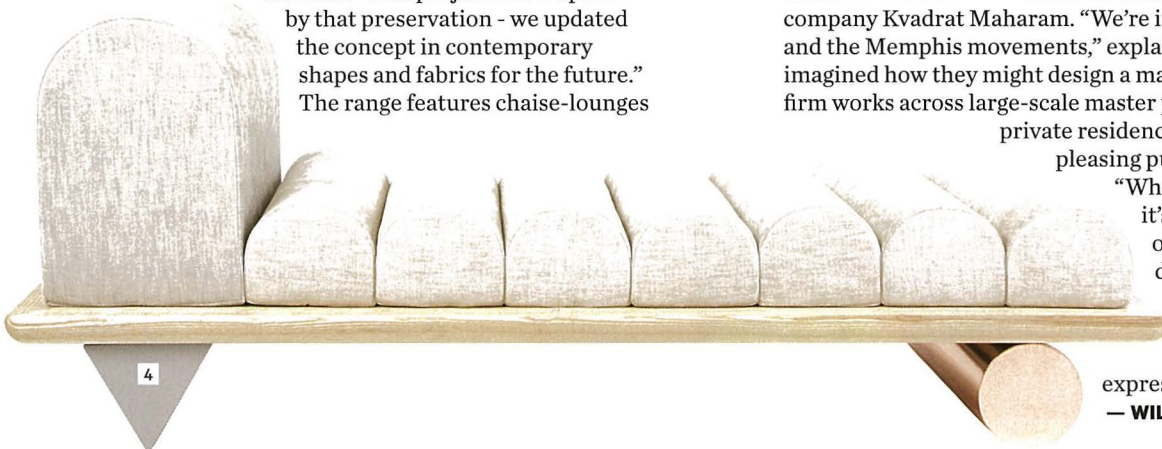 by that preservation - we updated
the concept in contemporary
shapes and fabrics for the future.”
The range features chaise-lounges
company Kvadrat Maharam. “We’re i
and the Memphis movements,” expla
imagined how they might design a ma
firm works across large-scale master
private residenc
pleasing pu
“Wh
it’s
o
d
4
expres
— WIL